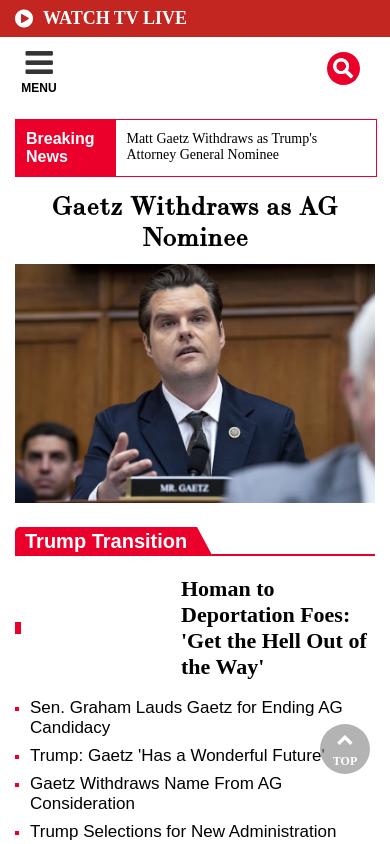 WATCH TV LIVE
MENU
Breaking
News
Matt Gaetz Withdraws as Trump's
Attorney General Nominee
Gaetz Withdraws as AG
Nominee
MR. GAETZ
Trump Transition
Homan to
Deportation Foes:
'Get the Hell Out of
the Way'
Sen. Graham Lauds Gaetz for Ending AG
Candidacy
Trump: Gaetz 'Has a Wonderful Future'
Gaetz Withdraws Name From AG
Consideration
Trump Selections for New Administration
TOP